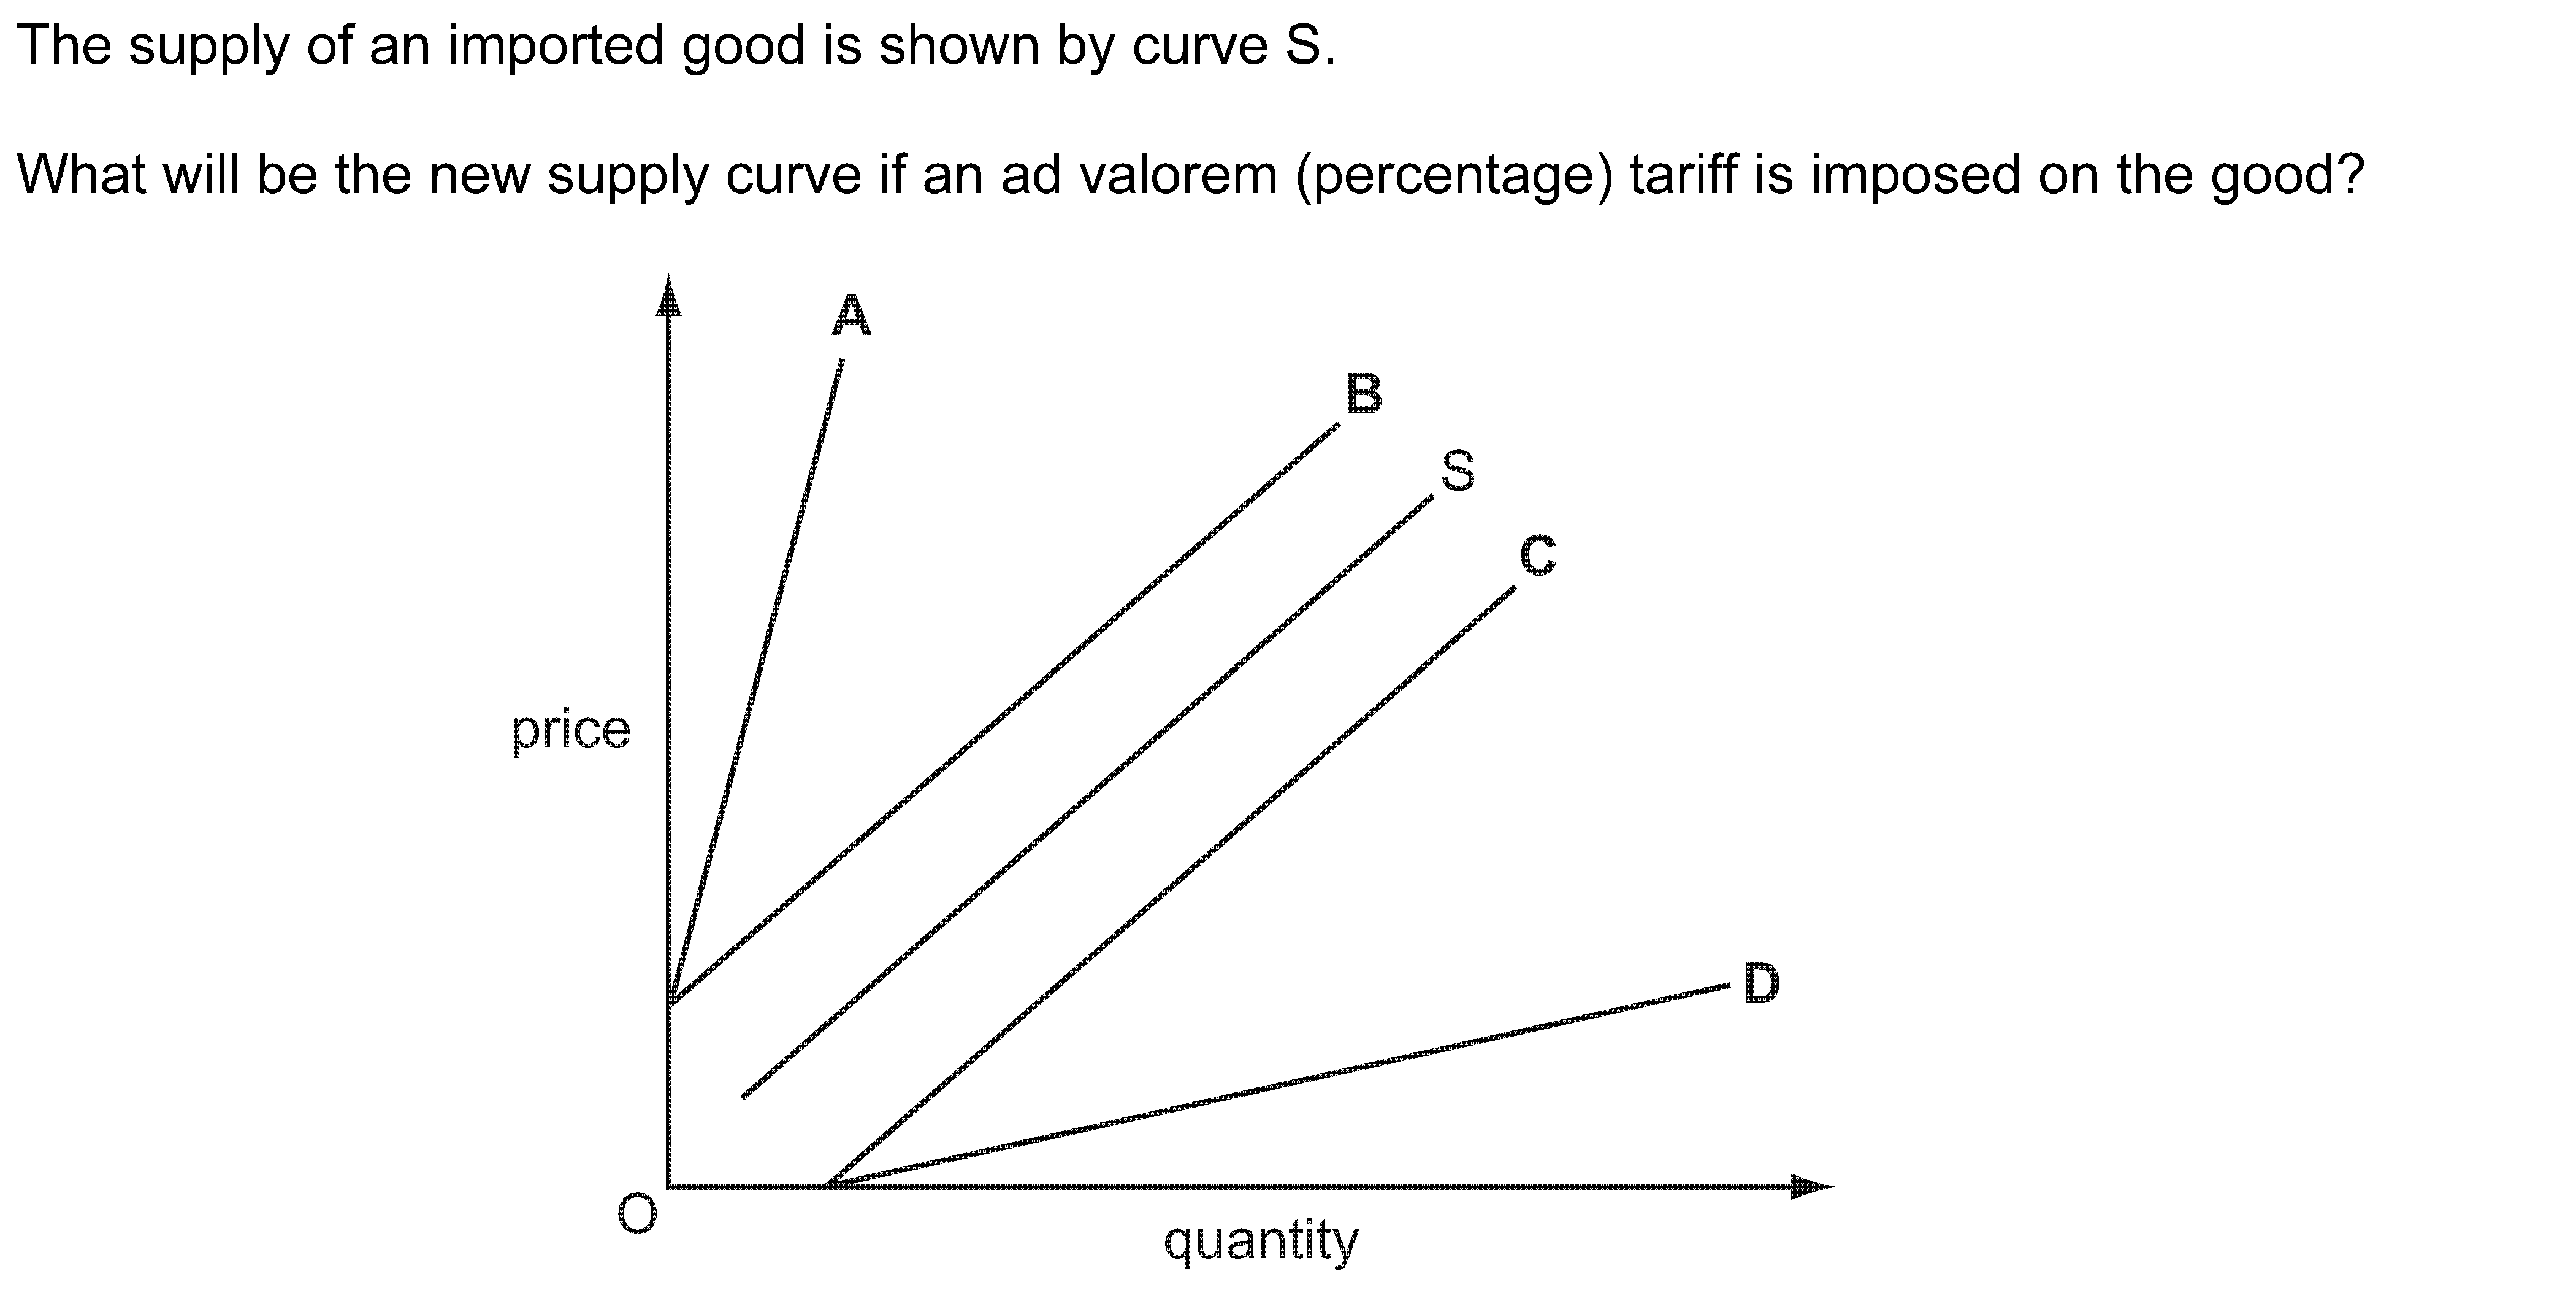 The supply of an imported good is shown by curve S.
What will be the new supply curve if an ad valorem (percentage) tariff is imposed on the good?
A
B
S
C
price
D
O
quantity